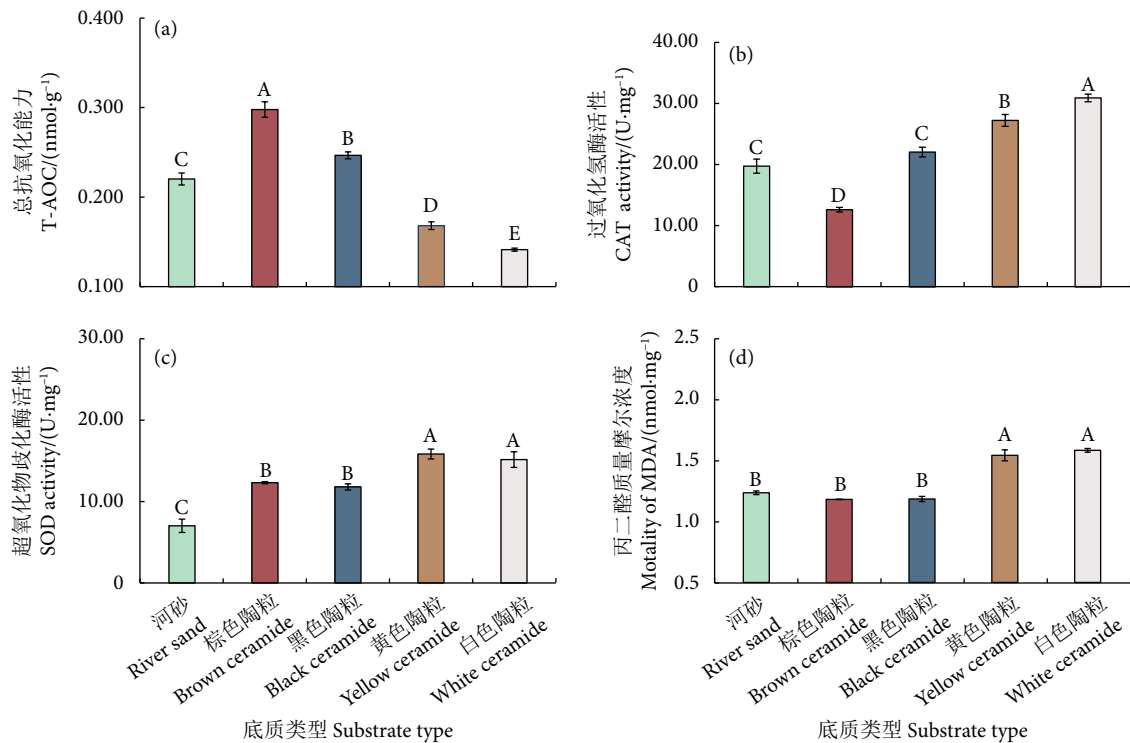 (a)
总抗氧化能力
T-AOC/(nmol·g⁻¹)
0.400
0.300
0.200
0.100
C
A
B
D
E
(b)
过氧化氢酶活性
CAT activity/(U·mg⁻¹)
40.00
30.00
20.00
10.00
00.00
C
D
C
B
A
(c)
超氧化物歧化酶活性
SOD activity/(U·mg⁻¹)
30.00
20.00
10.00
0
C
B
B
A
A
河砂
River sand
棕色陶粒
Brown ceramide
黑色陶粒
Black ceramide
黄色陶粒
Yellow ceramide
白色陶粒
White ceramide
底质类型 Substrate type
(d)
丙二醛质量摩尔浓度
Motality of MDA/(nmol·mg⁻¹)
2.5
2.0
1.5
1.0
0.5
B
B
B
A
A
河砂
River sand
棕色陶粒
Brown ceramide
黑色陶粒
Black ceramide
黄色陶粒
Yellow ceramide
白色陶粒
White ceramide
底质类型 Substrate type